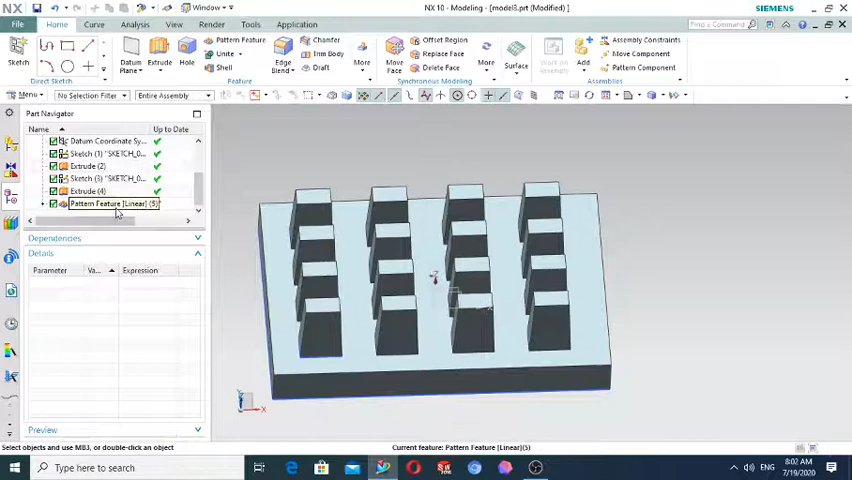 NX NX 10 - Modeling - [model8.prt (Modified) ] SIEMENS
File Home Curve Analysis View Render Tools Application Find a Command
Sketch
Direct Sketch
Datum Plane Extrude Hole Pattern Feature Unite Shell Edge Blend Chamfer Trim Body Draft More
Feature
Move Face Offset Region Replace Face Delete Face More
Synchronous Modeling
Surface
Work on Assembly Add Assembly Constraints Move Component Pattern Component
Assemblies
Menu No Selection Filter Entire Assembly
Part Navigator
Name Up to Date
Datum Coordinate Sy...
Sketch (1) "SKETCH_0...
Extrude (2)
Sketch (3) "SKETCH_0...
Extrude (4)
Pattern Feature [Linear] (5)
Dependencies
Details
Parameter Va... Expression
Preview
X
Select objects and use MB3, or double-click an object Current feature: Pattern Feature [Linear](5)
Type here to search ENG 8:02 AM
7/19/2020